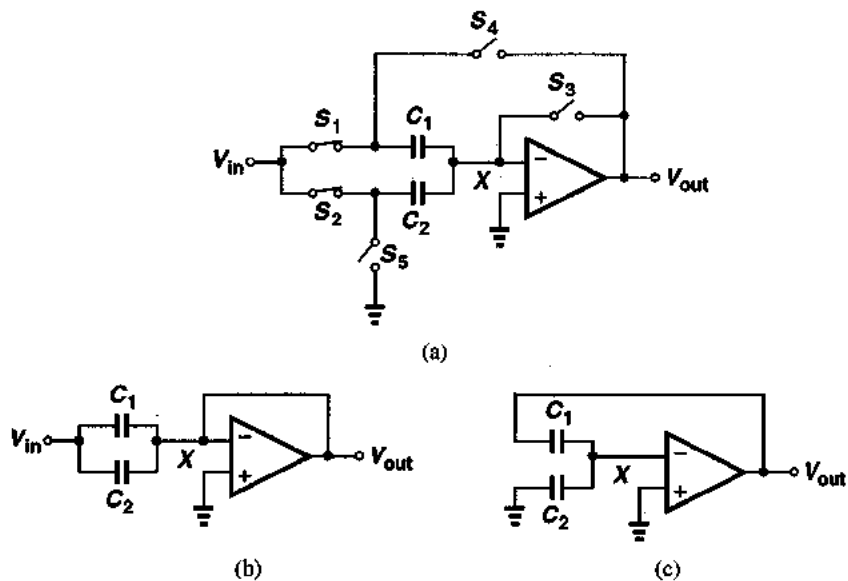 S4
S3
S1
C1
Vin
X
−
+
Vout
S2
C2
S5
(a)
C1
Vin
X
−
+
Vout
C2
(b)
C1
X
−
+
Vout
C2
(c)